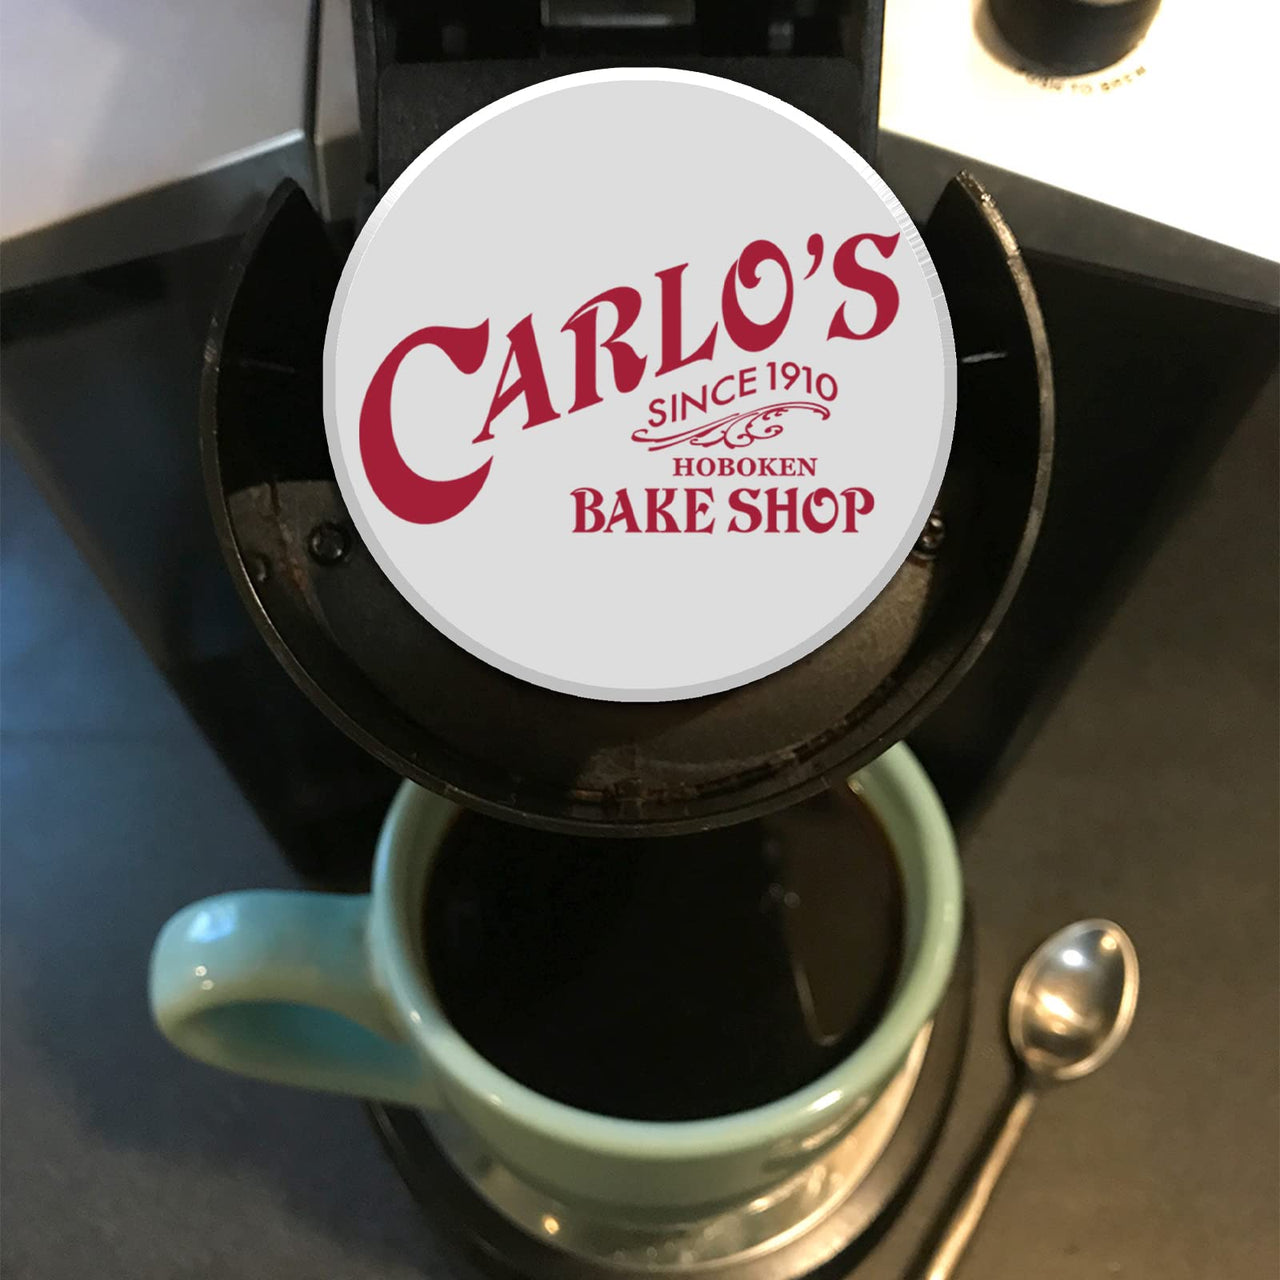 CARLO'S
SINCE 1910
HOBOKEN
BAKE SHOP